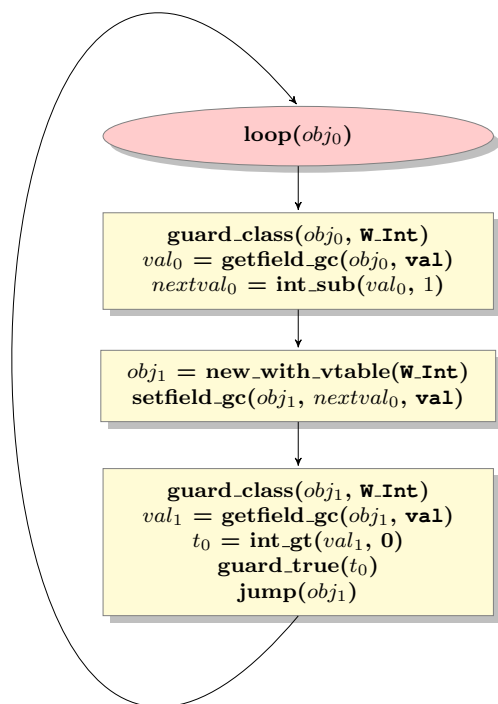 loop(obj₀)
guard_class(obj₀, W_Int)
val₀ = getfield_gc(obj₀, val)
nextval₀ = int_sub(val₀, 1)
obj₁ = new_with_vtable(W_Int)
setfield_gc(obj₁, nextval₀, val)
guard_class(obj₁, W_Int)
val₁ = getfield_gc(obj₁, val)
t₀ = int_gt(val₁, 0)
guard_true(t₀)
jump(obj₁)